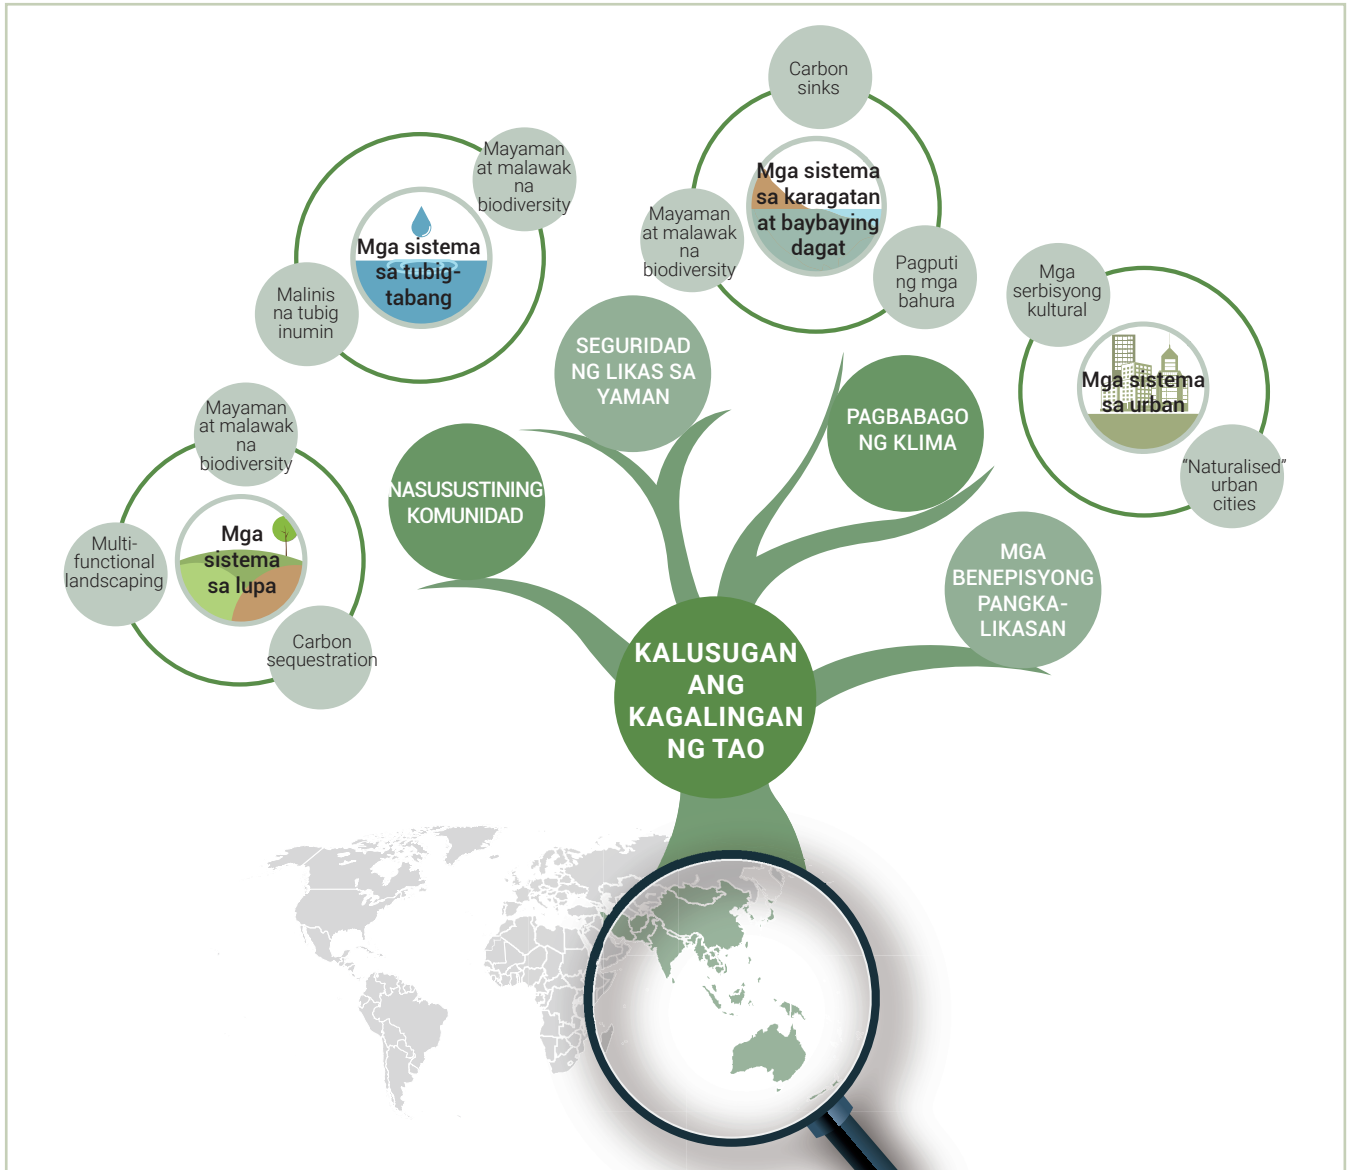 Carbon
sinks
Mga sistema
sa karagatan
at baybaying
dagat
Mayaman
at malawak
na
biodiversity
Pagputi
ng mga
bahura
Mayaman
at malawak
na
biodiversity
Mga sistema
sa tubig-
tabang
Malinis
na tubig
inumin
Mga
serbisyong
kultural
Mga sistema
sa urban
“Naturalised”
urban
cities
Mayaman
at malawak
na
biodiversity
Multi-
functional
landscaping
Mga
sistema
sa lupa
Carbon
sequestration
NASUSUSTINING
KOMUNIDAD
SEGURIDAD
NG LIKAS SA
YAMAN
PAGBABAGO
NG KLIMA
MGA
BENEPISYONG
PANGKA-
LIKASAN
KALUSUGAN
ANG
KAGALINGAN
NG TAO